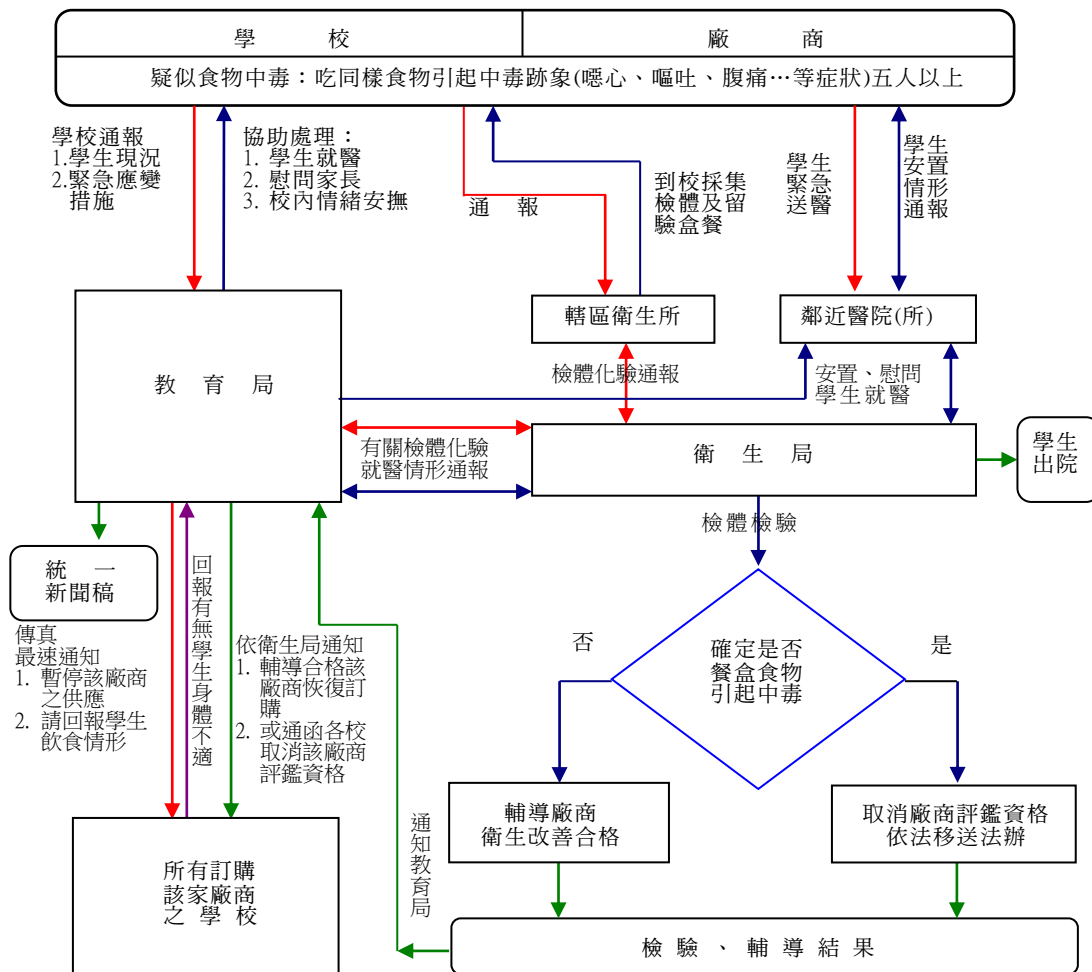 學校
廠商
疑似食物中毒：吃同樣食物引起中毒跡象(噁心、嘔吐、腹痛…等症狀)五人以上
學校通報
1.學生現況
2.緊急應變
措施
協助處理：
1. 學生就醫
2. 慰問家長
3. 校內情緒安撫
通報
到校採集
檢體及留
驗盒餐
學生
緊急
送醫
學生
安置
情形
通報
轄區衛生所
鄰近醫院(所)
教育局
檢體化驗通報
安置、慰問
學生就醫
有關檢體化驗
就醫情形通報
衛生局
學生
出院
檢體檢驗
統一
新聞稿
傳真
最速通知
1. 暫停該廠商
之供應
2. 請回報學生
飲食情形
回報有無學生身體不適
依衛生局通知
1. 輔導合格該
廠商恢復訂
購
2. 或通函各校
取消該廠商
評鑑資格
否
確定是否
餐盒食物
引起中毒
是
輔導廠商
衛生改善合格
取消廠商評鑑資格
依法移送法辦
通知教育局
所有訂購
該家廠商
之學校
檢驗、輔導結果